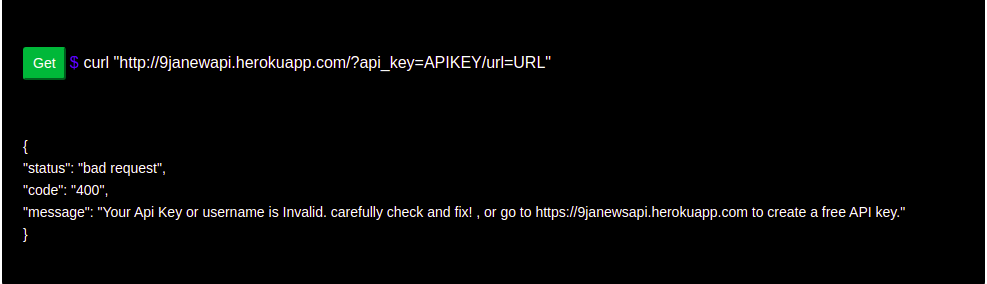 Get $ curl "http://9janewapi.herokuapp.com/?api_key=APIKEY/url=URL"
{
"status": "bad request",
"code": "400",
"message": "Your Api Key or username is Invalid. carefully check and fix! , or go to https://9janewsapi.herokuapp.com to create a free API key."
}